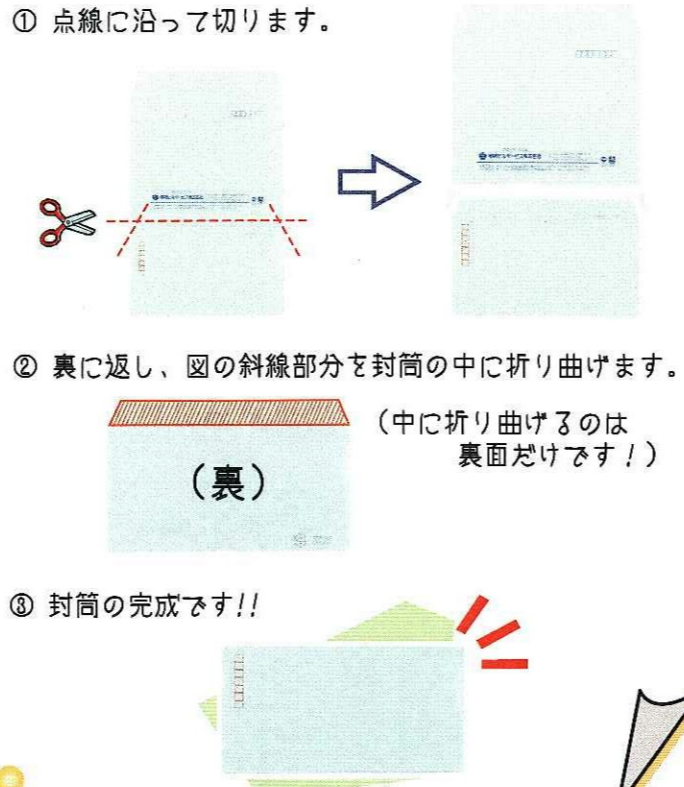 ① 点線に沿って切ります。
② 裏に返し、図の斜線部分を封筒の中に折り曲げます。
(中に折り曲げるのは
裏面だけです!)
(裏)
③ 封筒の完成です!!